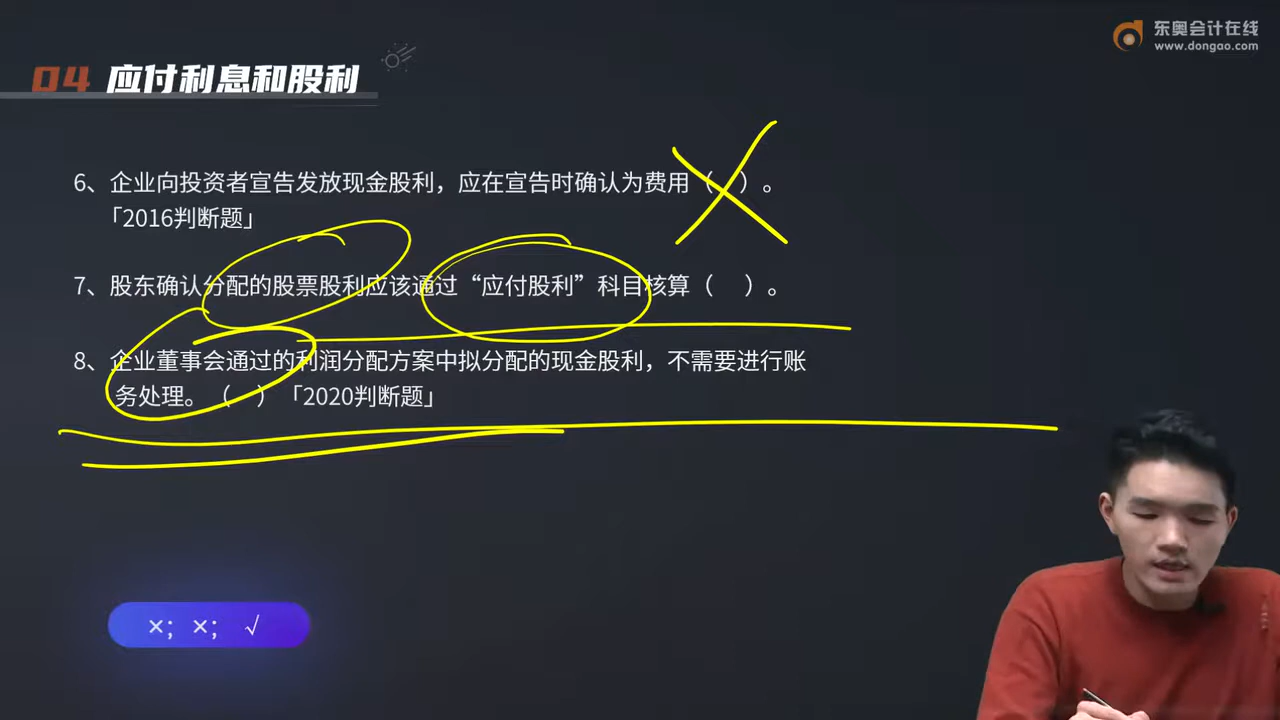 东奥会计在线
www.dongao.com
04 应付利息和股利
6、企业向投资者宣告发放现金股利，应在宣告时确认为费用（ ）。
「2016判断题」
7、股东确认分配的股票股利应该通过“应付股利”科目核算（ ）。
8、企业董事会通过的利润分配方案中拟分配的现金股利，不需要进行账
务处理。（ ）「2020判断题」
×； ×； √